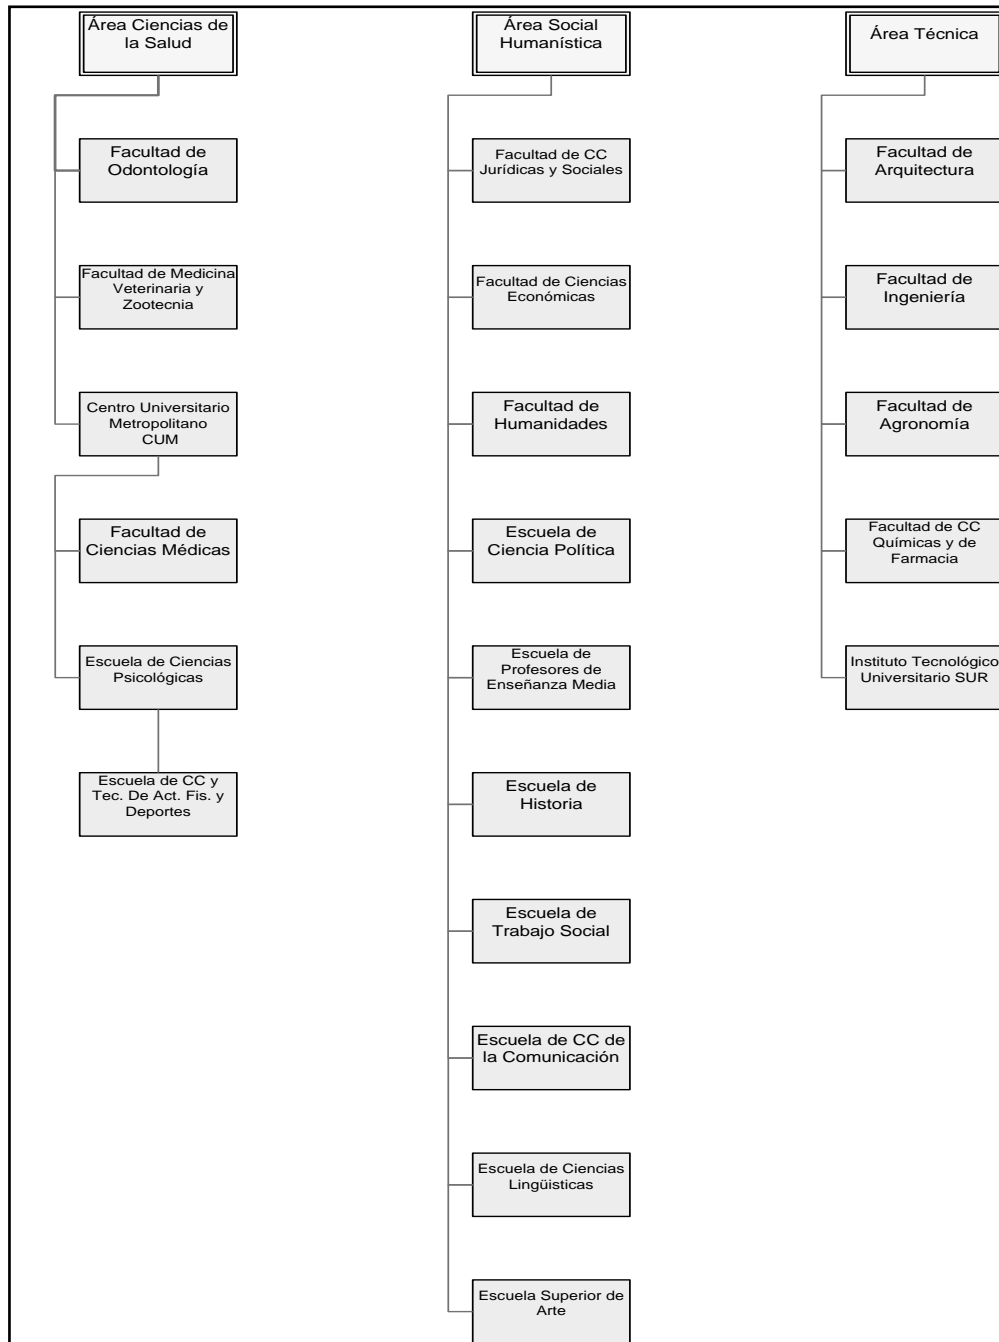 Área Ciencias de
la Salud
Facultad de
Odontología
Facultad de Medicina
Veterinaria y
Zootecnia
Centro Universitario
Metropolitano
CUM
Facultad de
Ciencias Médicas
Escuela de Ciencias
Psicológicas
Escuela de CC y
Tec. De Act. Fis. y
Deportes
Área Social
Humanística
Facultad de CC
Jurídicas y Sociales
Facultad de Ciencias
Económicas
Facultad de
Humanidades
Escuela de
Ciencia Política
Escuela de
Profesores de
Enseñanza Media
Escuela de
Historia
Escuela de
Trabajo Social
Escuela de CC de
la Comunicación
Escuela de Ciencias
Lingüisticas
Escuela Superior de
Arte
Área Técnica
Facultad de
Arquitectura
Facultad de
Ingeniería
Facultad de
Agronomía
Facultad de CC
Químicas y de
Farmacia
Instituto Tecnológico
Universitario SUR